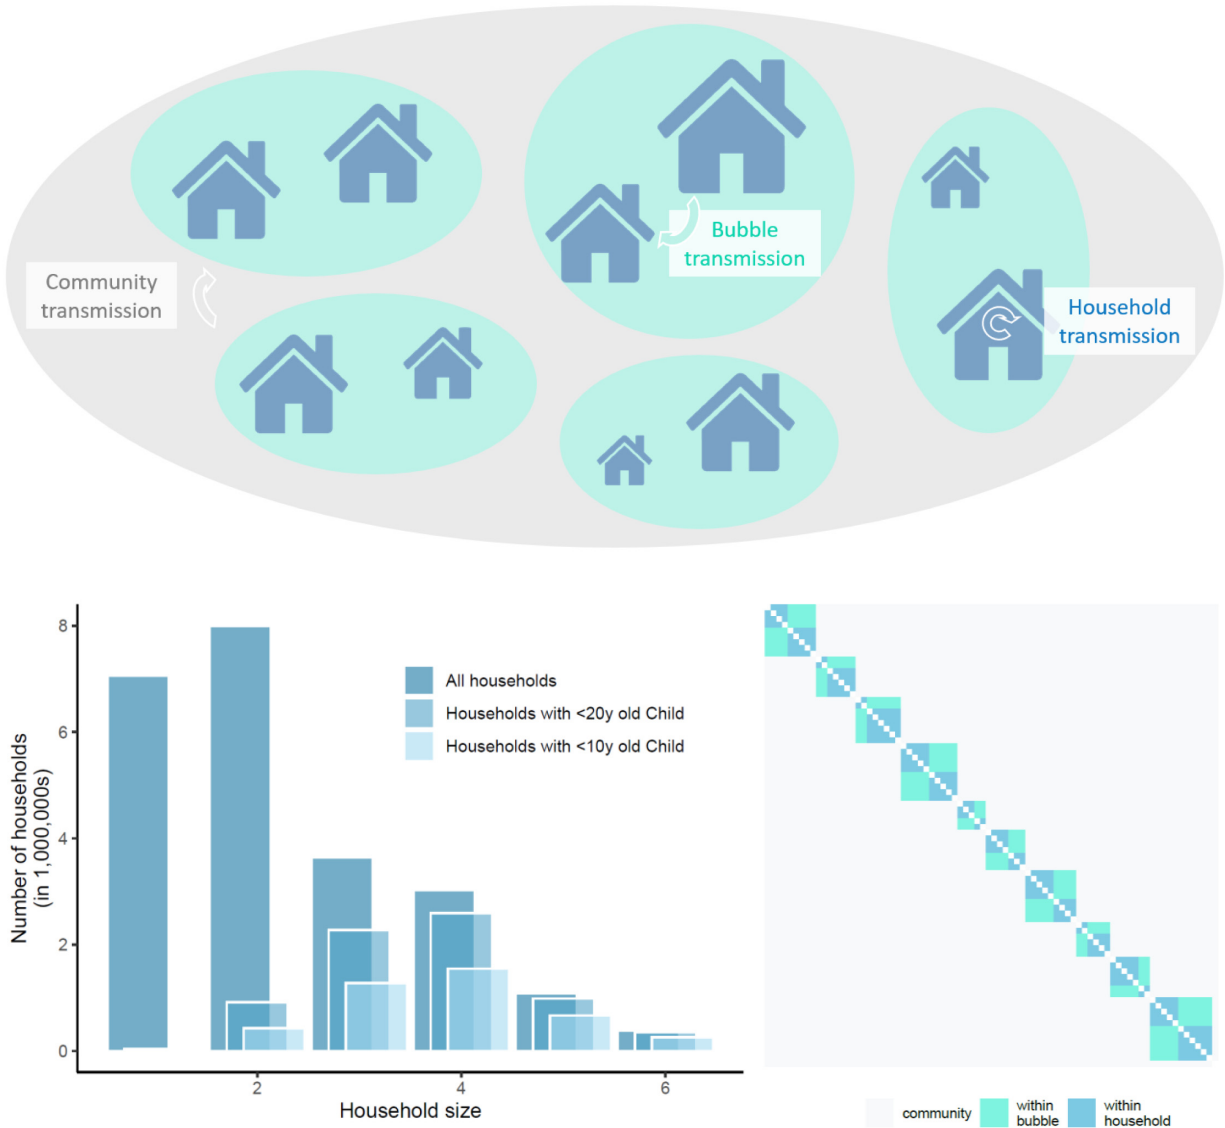 Community
transmission
Bubble
transmission
Household
transmission
Number of households
(in 1,000,000s)
8
6
4
2
0
All households
Households with <20y old Child
Households with <10y old Child
2
4
6
Household size
community
within
bubble
within
household